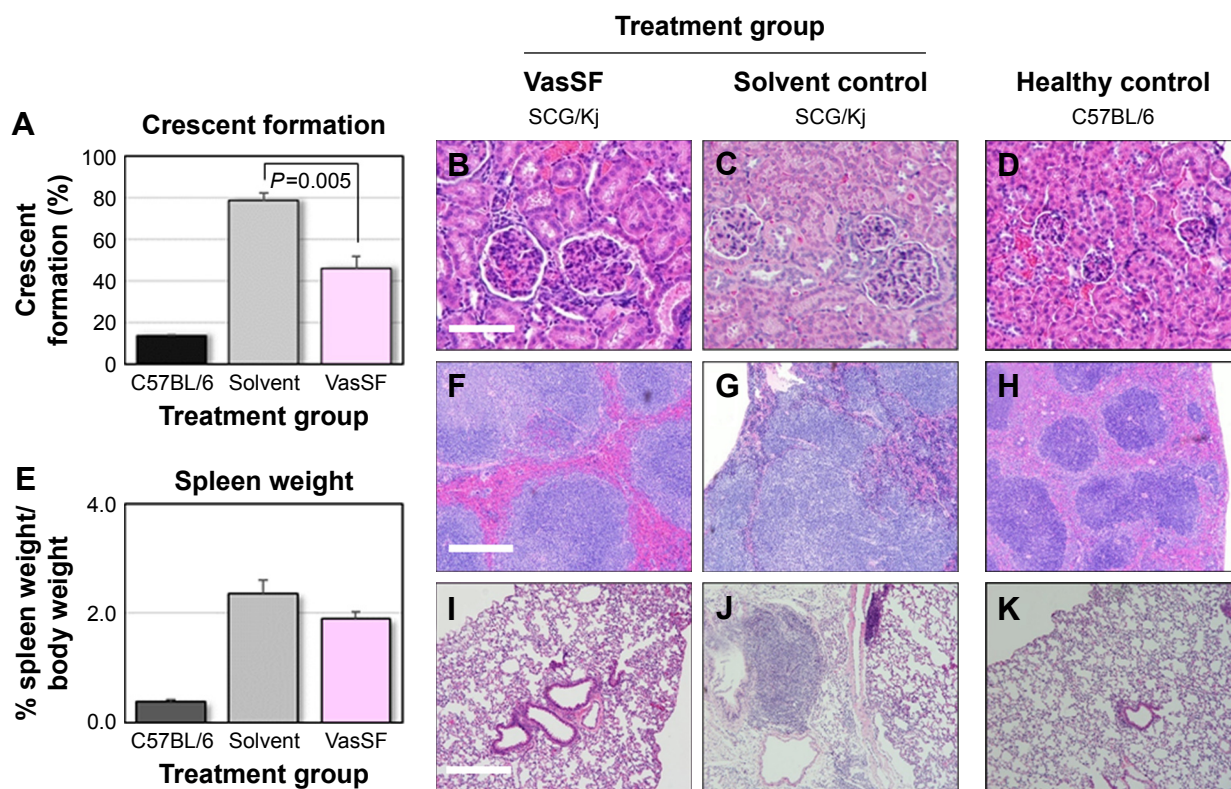 Treatment group
VasSF
SCG/Kj
Solvent control
SCG/Kj
Healthy control
C57BL/6
A
Crescent formation
Crescent
formation (%)
100
80
60
40
20
0
P=0.005
C57BL/6 Solvent VasSF
Treatment group
B
C
D
E
Spleen weight
% spleen weight/
body weight
4.0
2.0
0.0
C57BL/6 Solvent VasSF
Treatment group
F
G
H
I
J
K